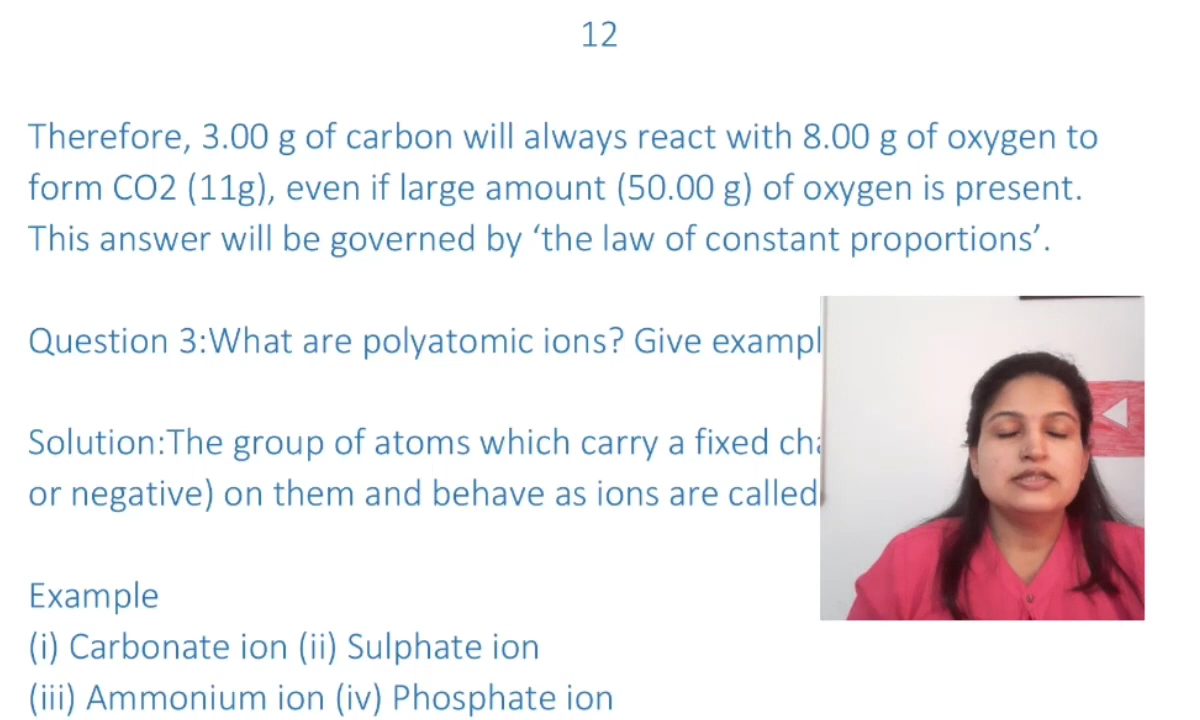 12
Therefore, 3.00 g of carbon will always react with 8.00 g of oxygen to
form CO2 (11g), even if large amount (50.00 g) of oxygen is present.
This answer will be governed by ‘the law of constant proportions’.
Question 3:What are polyatomic ions? Give
Solution:The group of atoms which carry a fixed
or negative) on them and behave as ions are called
Example
(i) Carbonate ion (ii) Sulphate ion
(iii) Ammonium ion (iv) Phosphate ion